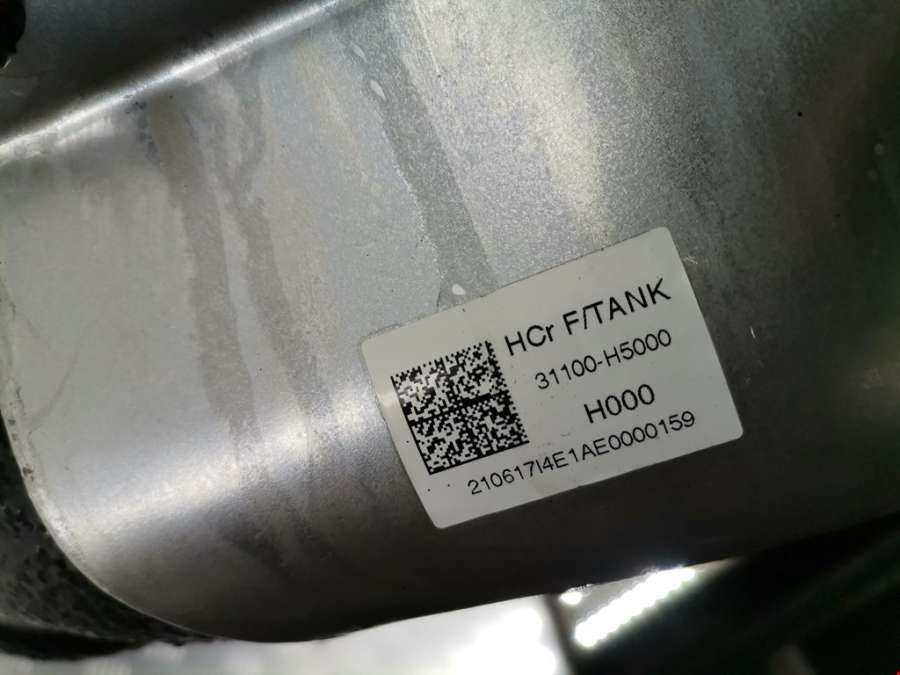 HCr F/TANK
31100-H5000
H000
210617I4E1AE0000159